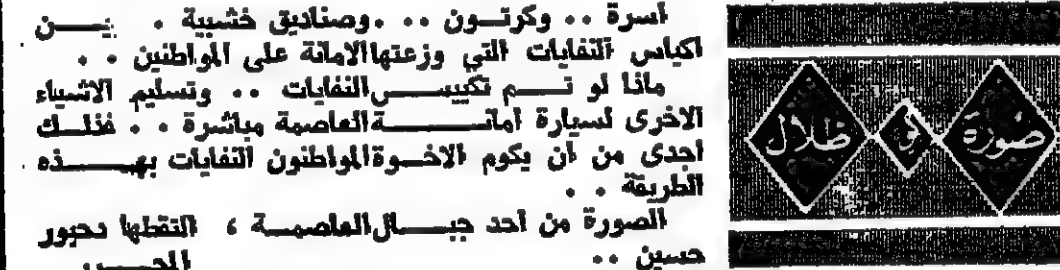 صورة و ظلال
أسرة .. وكرتون .. وصناديق خشبية . بين
اكياس النفايات التي وزعتها الامانة على المواطنين . .
ماذا لو تم تكييس النفايات .. وتسليم الاشياء
الاخرى لسيارة امانة العاصمة مباشرة . . فذلك
اجدى من أن يكوم الاخوة المواطنون النفايات بهذه
الطريقة . .
الصورة من احد جبال العاصمة ، التقطها
حسين ..